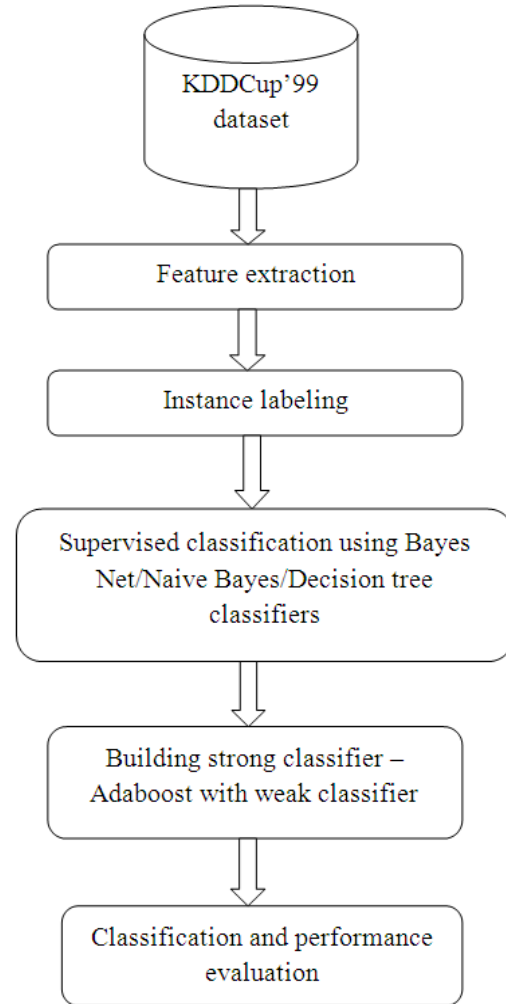 KDDCup’99
dataset
Feature extraction
Instance labeling
Supervised classification using Bayes
Net/Naive Bayes/Decision tree
classifiers
Building strong classifier –
Adaboost with weak classifier
Classification and performance
evaluation